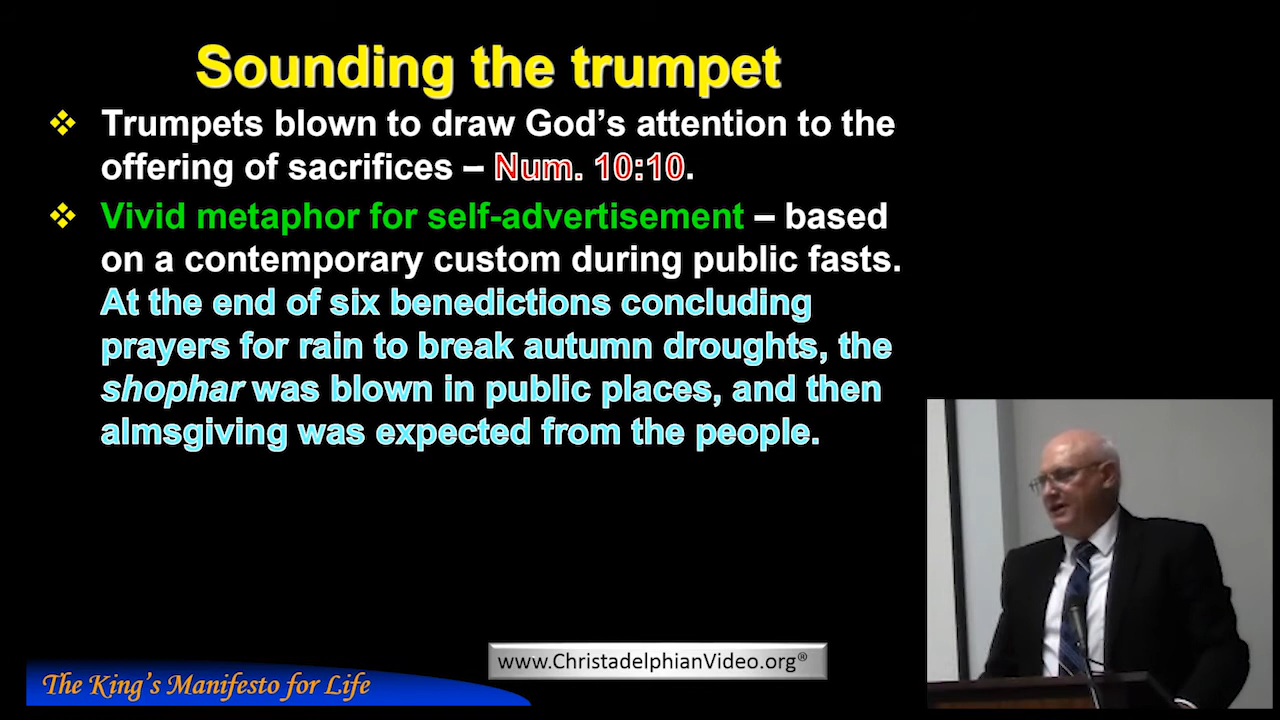 Sounding the trumpet
❖ Trumpets blown to draw God’s attention to the
offering of sacrifices – Num. 10:10.
❖ Vivid metaphor for self-advertisement – based
on a contemporary custom during public fasts.
At the end of six benedictions concluding
prayers for rain to break autumn droughts, the
shophar was blown in public places, and then
almsgiving was expected from the people.
www.ChristadelphianVideo.org®
The King’s Manifesto for Life